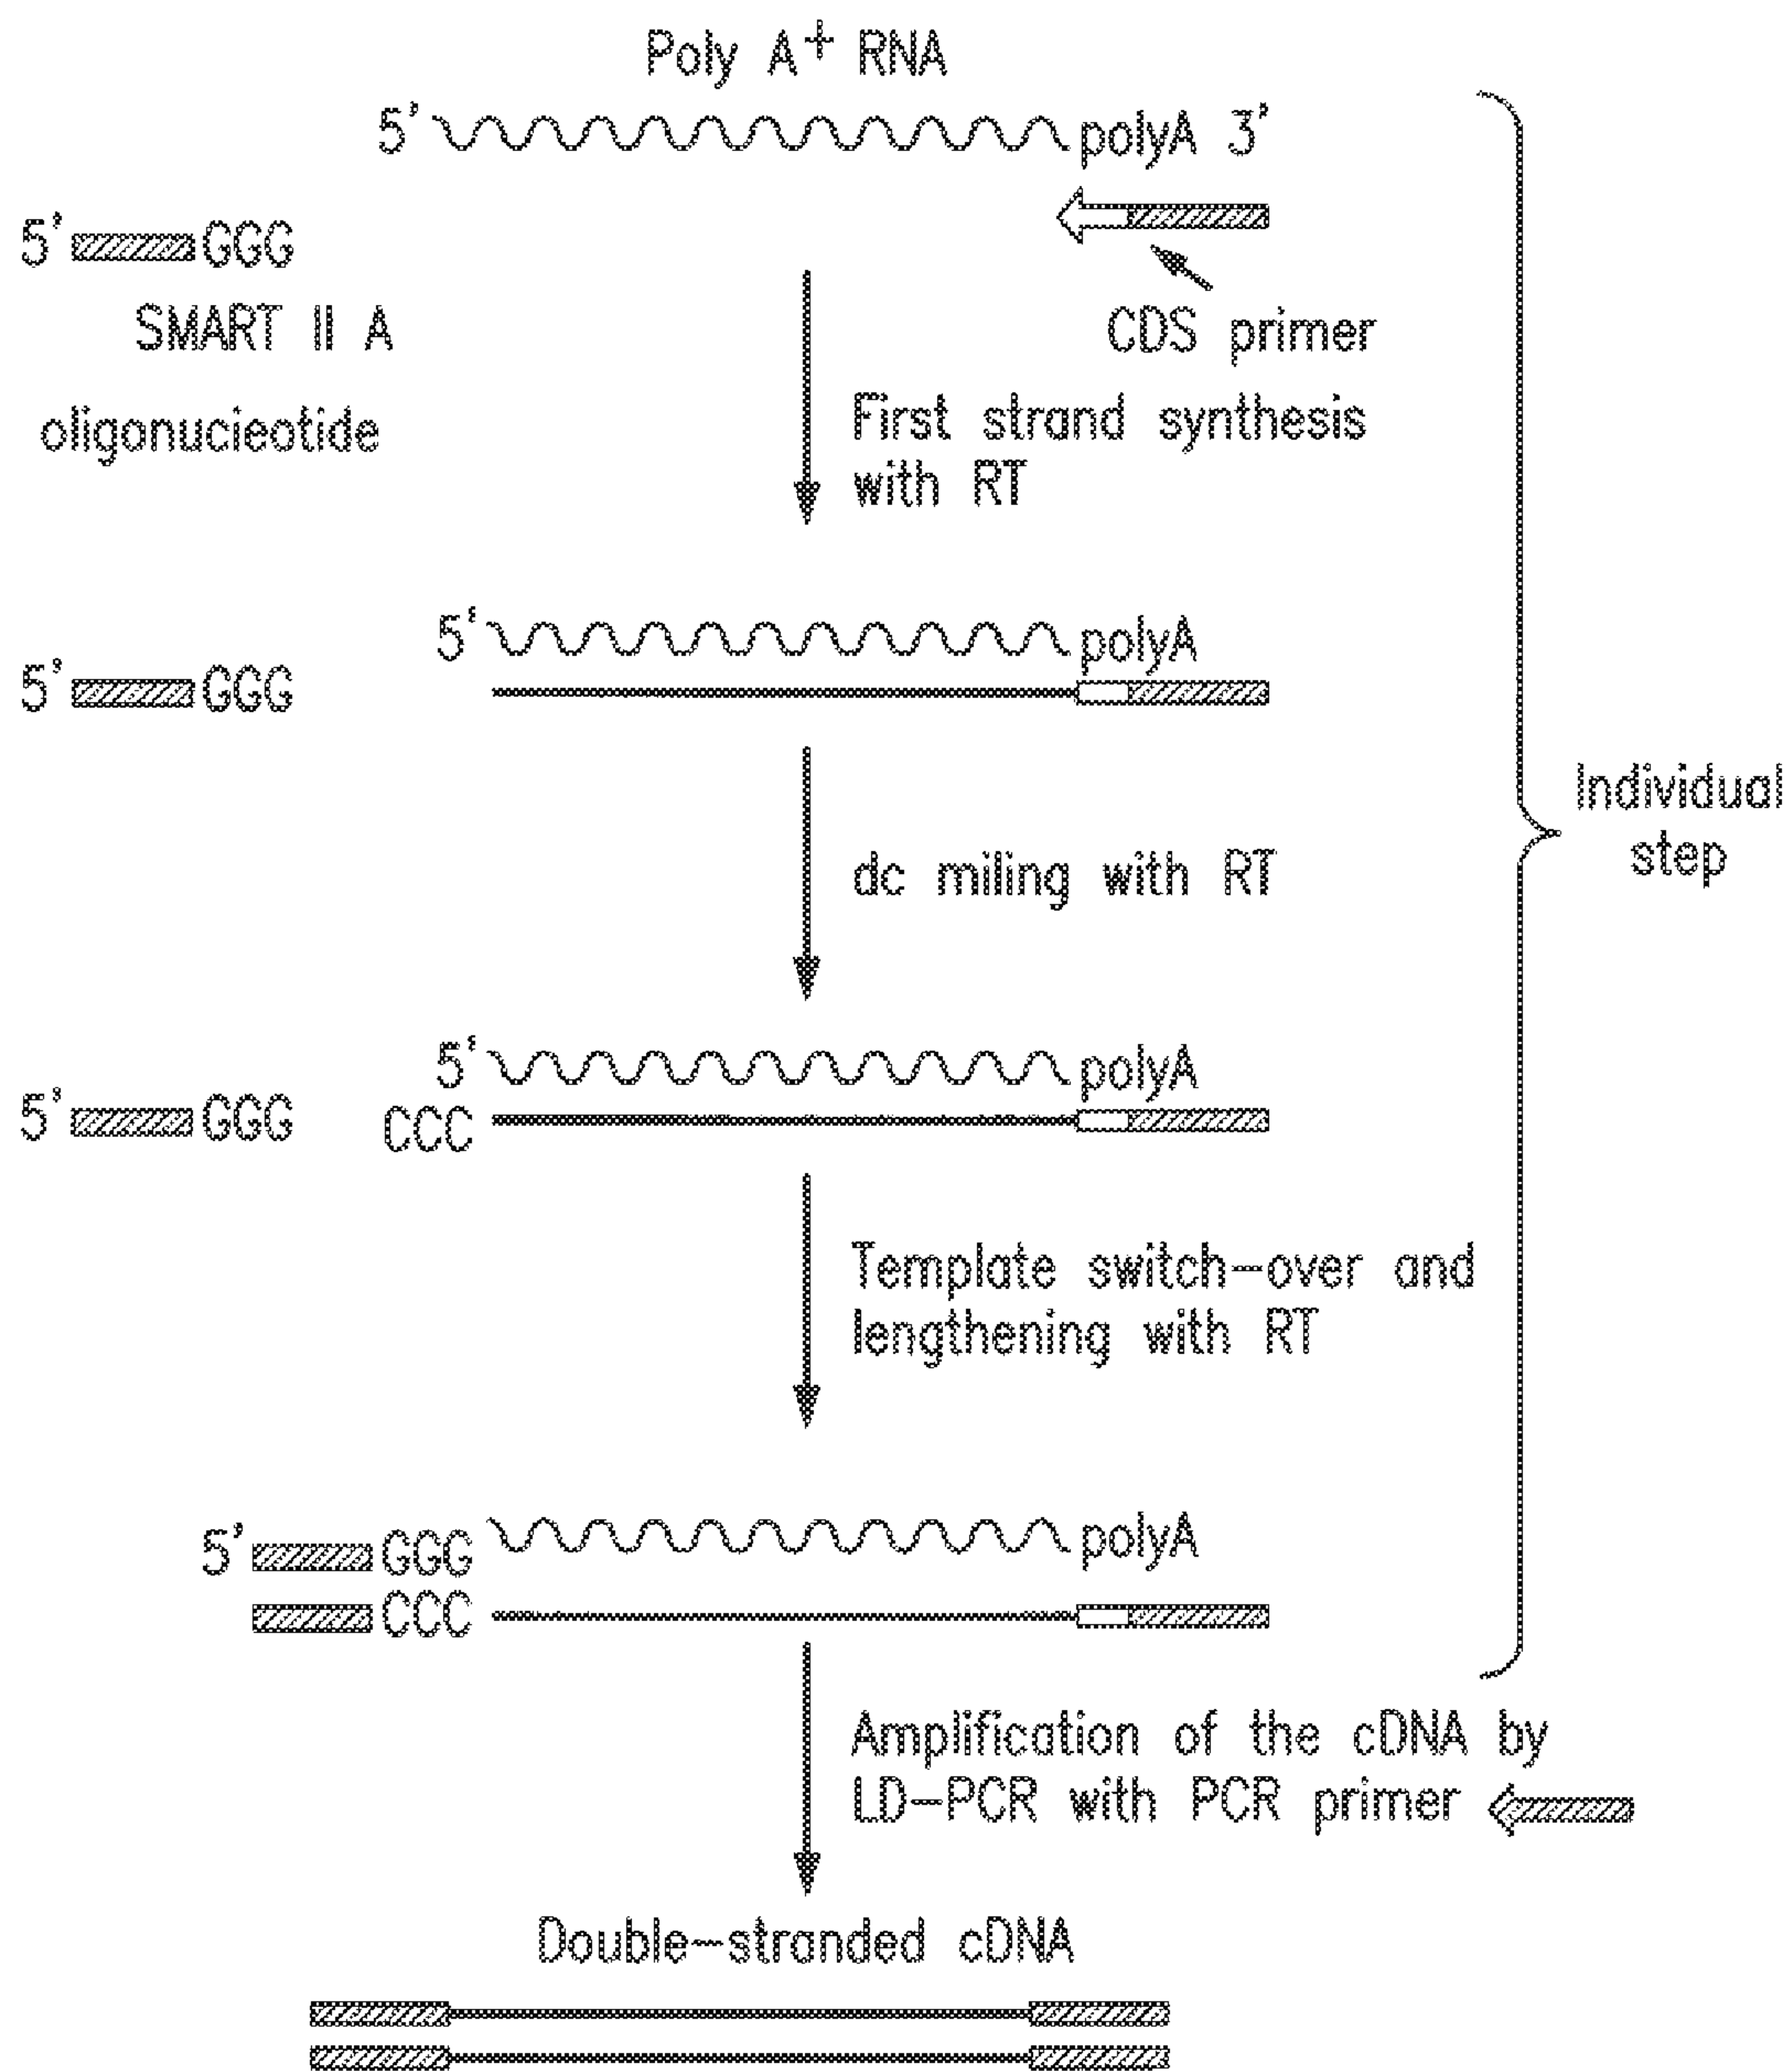 Poly A+ RNA
5' polyA 3'
5' GGG
SMART II A
oligonucieotide
CDS primer
First strand synthesis
with RT
5' polyA
5' GGG
dc miling with RT
Individual
step
5' polyA
5' GGG CCC
Template switch-over and
lengthening with RT
5' GGG polyA
CCC
Amplification of the cDNA by
LD-PCR with PCR primer
Double-stranded cDNA